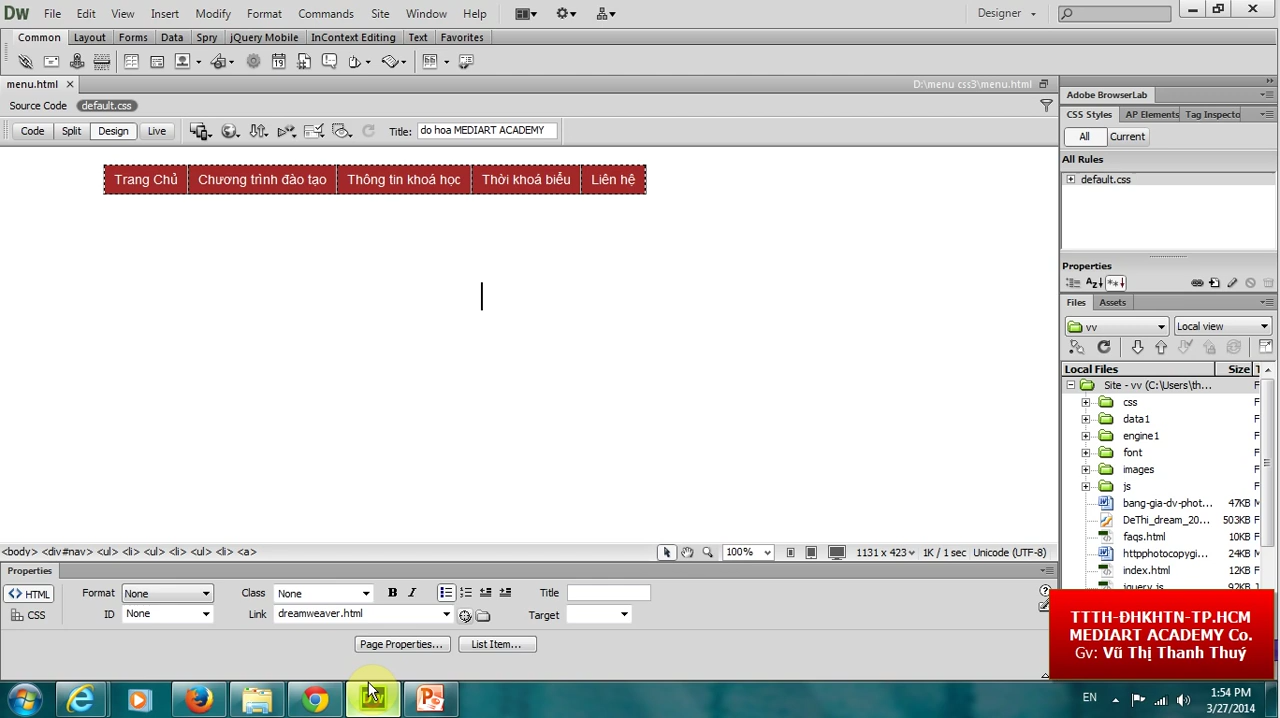 Dw File Edit View Insert Modify Format Commands Site Window Help Designer
Common Layout Forms Data Spry jQuery Mobile InContext Editing Text Favorites
menu.html D:\menu css3\menu.html
Source Code default.css
Code Split Design Live Title: do hoa MEDIART ACADEMY
Trang Chủ Chương trình đào tạo Thông tin khoá học Thời khoá biểu Liên hệ
<body> <div#nav> <ul> <li> <ul> <li> <ul> <li> <a> 100% 1131 x 423 1K / 1 sec Unicode (UTF-8)
Properties
<> HTML Format None Class None B I Title
CSS ID None Link dreamweaver.html Target
Page Properties... List Item...
Adobe BrowserLab
CSS Styles AP Elements Tag Inspecto
All Current
All Rules
default.css
Properties
Files Assets
vv Local view
Local Files Size
Site - vv (C:\Users\th... F
css F
data1 F
engine1 F
font F
images F
js F
bang-gia-dv-phot... 47KB
DeThi_dream_20... 503KB F
faqs.html 10KB F
httpphotocopygi... 24KB
index.html 12KB F
jquery.js 92KB
TTTH-ĐHKHTN-TP.HCM
MEDIART ACADEMY Co.
Gv: Vũ Thị Thanh Thuý
EN 1:54 PM
3/27/2014